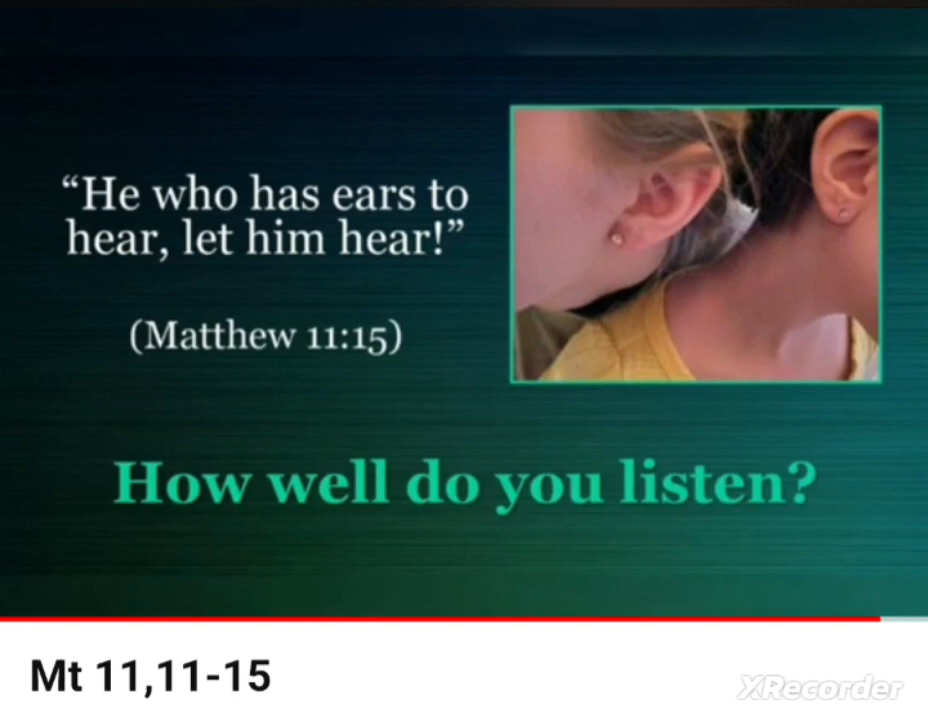 “He who has ears to
hear, let him hear!”
(Matthew 11:15)
How well do you listen?
Mt 11,11-15
XRecorder